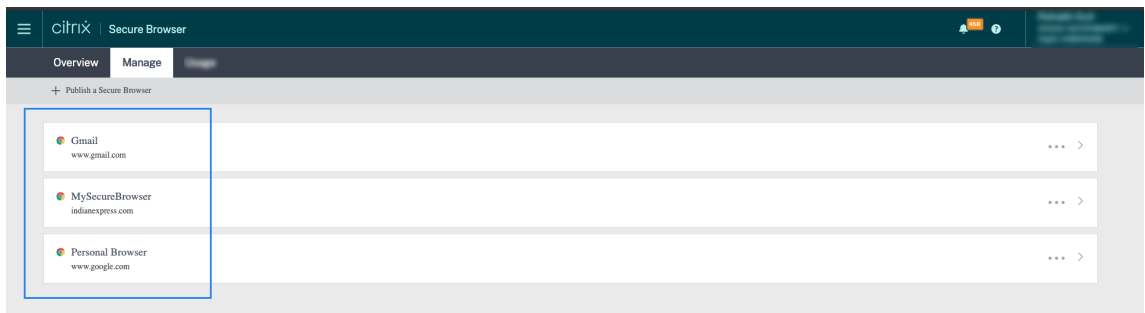 citrix | Secure Browser
458
?
Overview Manage
+ Publish a Secure Browser
Gmail
www.gmail.com
MySecureBrowser
indianexpress.com
Personal Browser
www.google.com